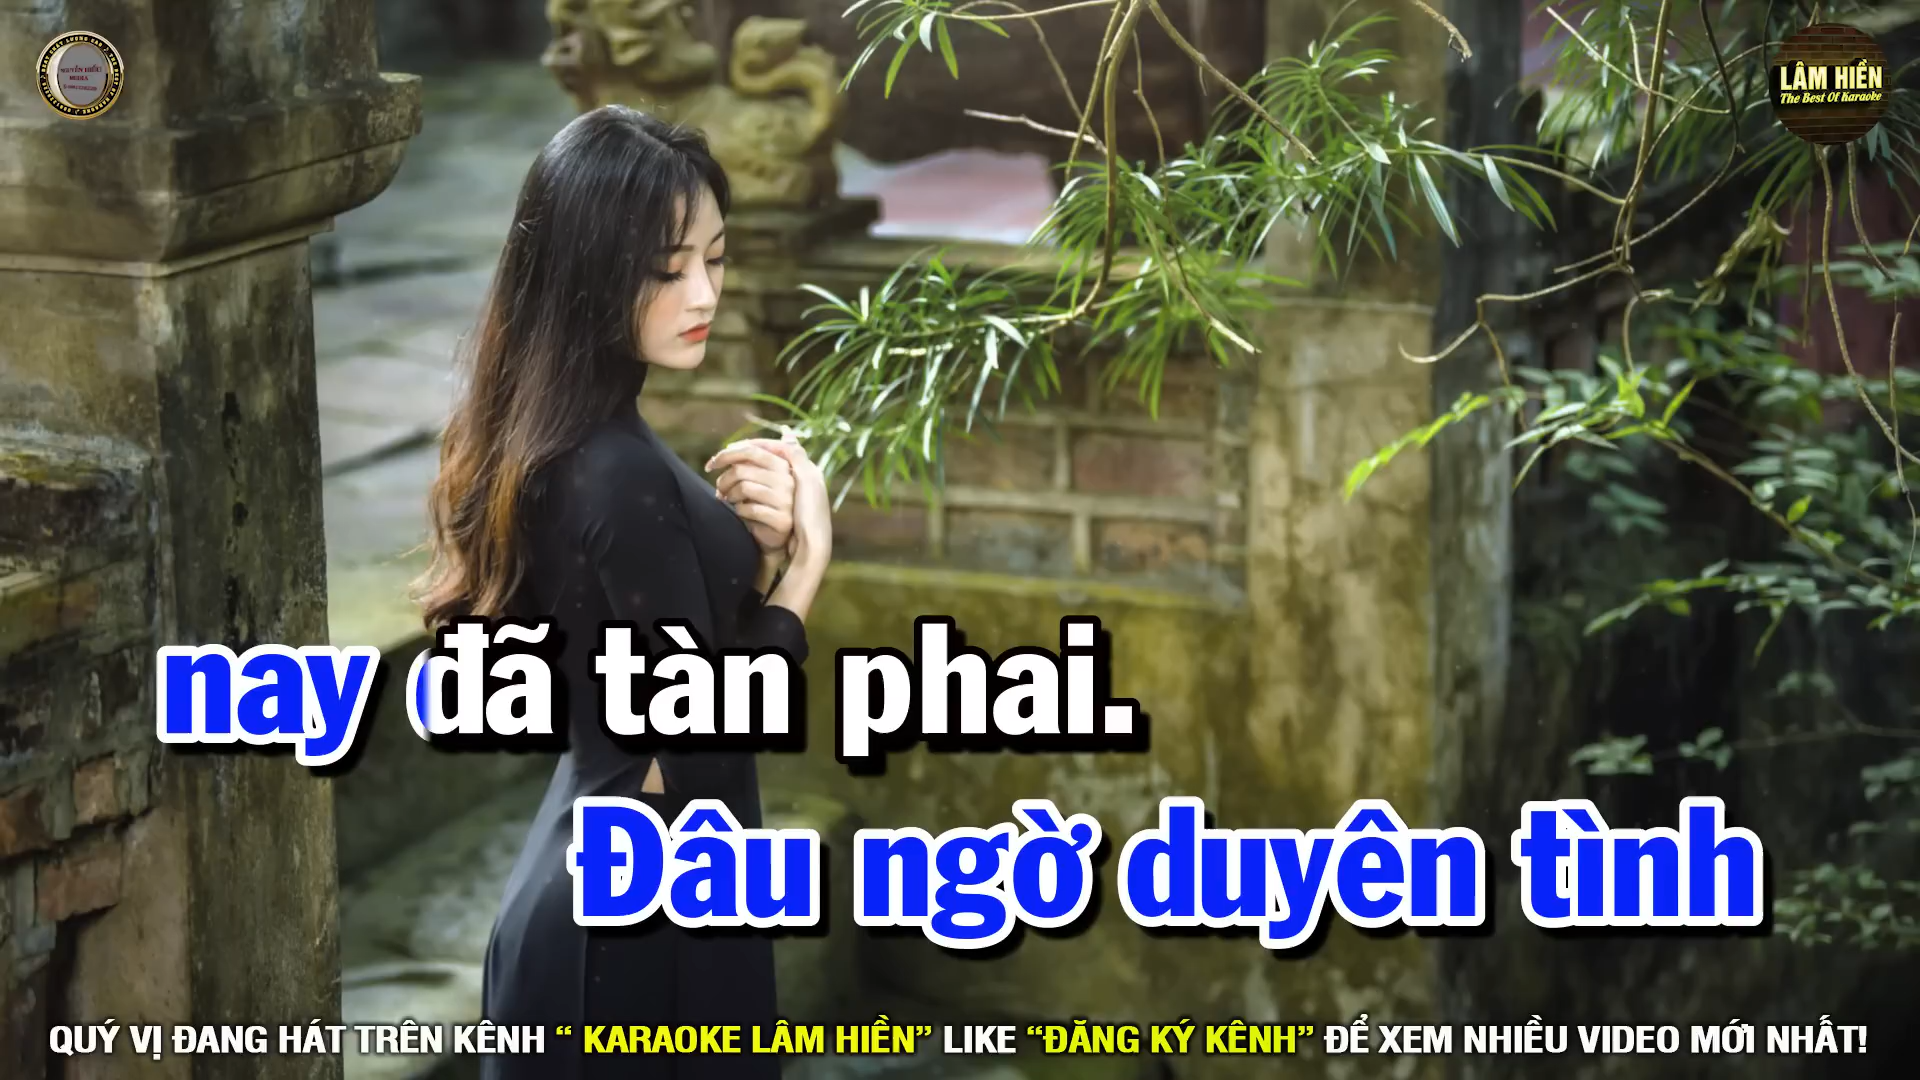 LÂM HIỀN
The Best Of Karaoke
nay đã tàn phai.
Đâu ngờ duyên tình
QUÝ VỊ ĐANG HÁT TRÊN KÊNH “ KARAOKE LÂM HIỀN” LIKE “ĐĂNG KÝ KÊNH” ĐỂ XEM NHIỀU VIDEO MỚI NHẤT!